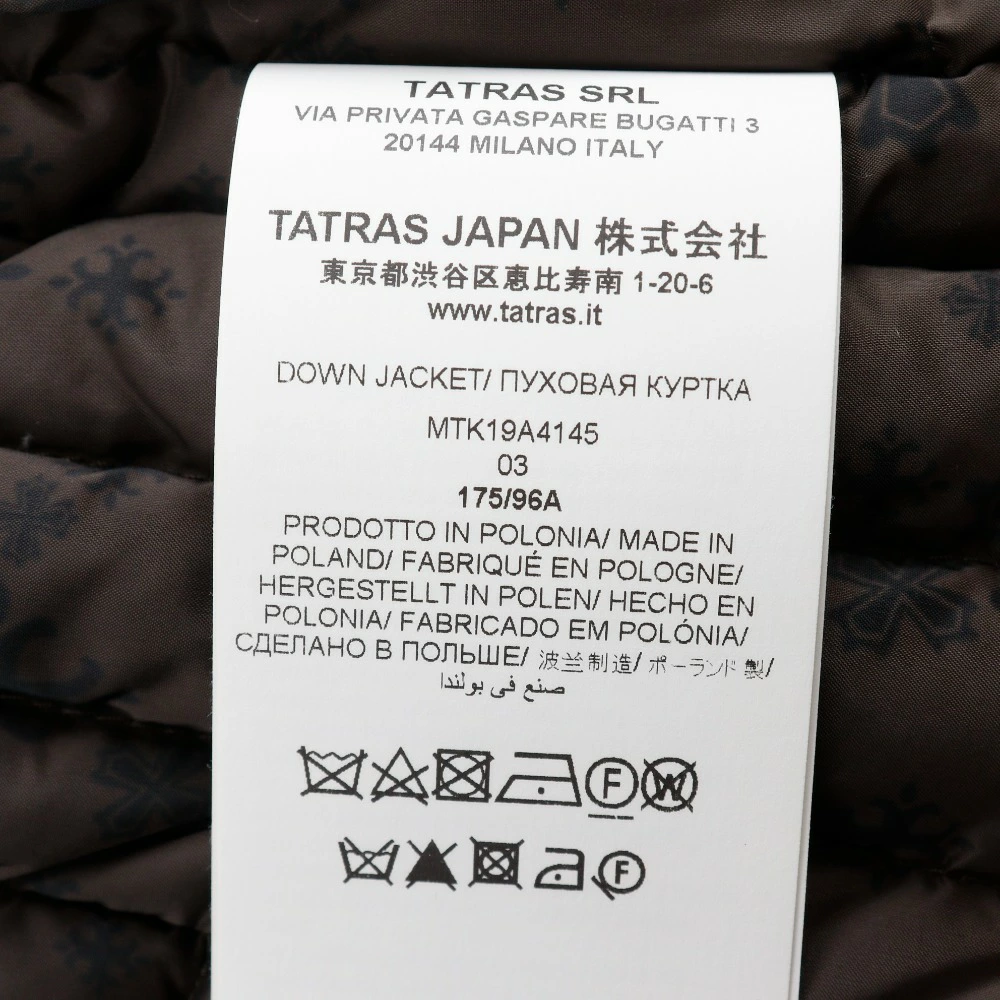 TATRAS SRL
VIA PRIVATA GASPARE BUGATTI 3
20144 MILANO ITALY
TATRAS JAPAN 株式会社
東京都渋谷区恵比寿南 1-20-6
www.tatras.it
DOWN JACKET/ ПУХОВАЯ КУРТКА
MTK19A4145
03
175/96A
PRODOTTO IN POLONIA/ MADE IN
POLAND/ FABRIQUÉ EN POLOGNE/
HERGESTELLT IN POLEN/ HECHO EN
POLONIA/ FABRICADO EM POLÓNIA/
СДЕЛАНО В ПОЛЬШЕ/ 波兰制造/ ポーランド製/
صنع في بولندا
F W
F